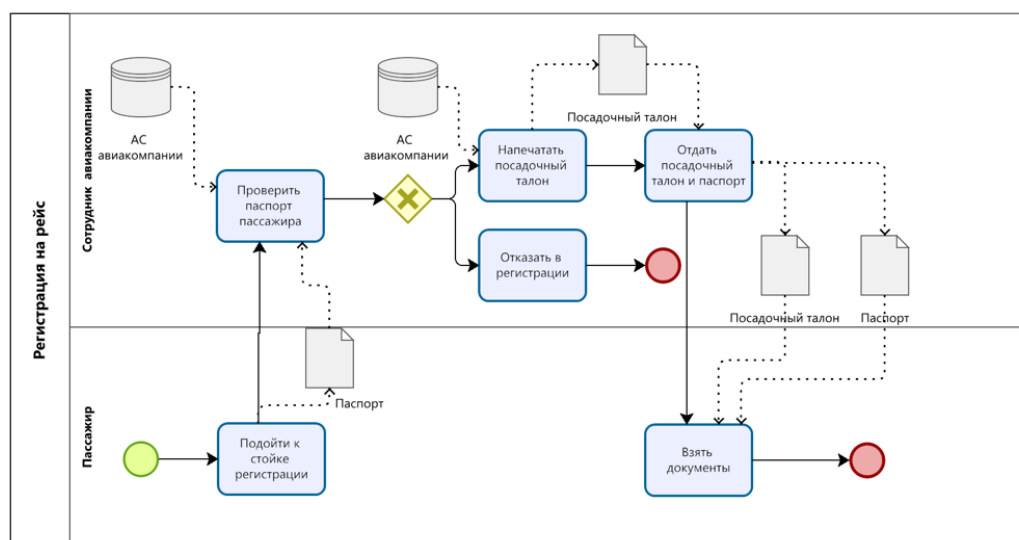 Регистрация на рейс
Сотрудник авиакомпании
АС
авиакомпании
АС
авиакомпании
Посадочный талон
Проверить
паспорт
пассажира
Напечатать
посадочный
талон
Отдать
посадочный
талон и паспорт
Отказать в
регистрации
Посадочный талон
Паспорт
Пассажир
Паспорт
Подойти к
стойке
регистрации
Взять
документы